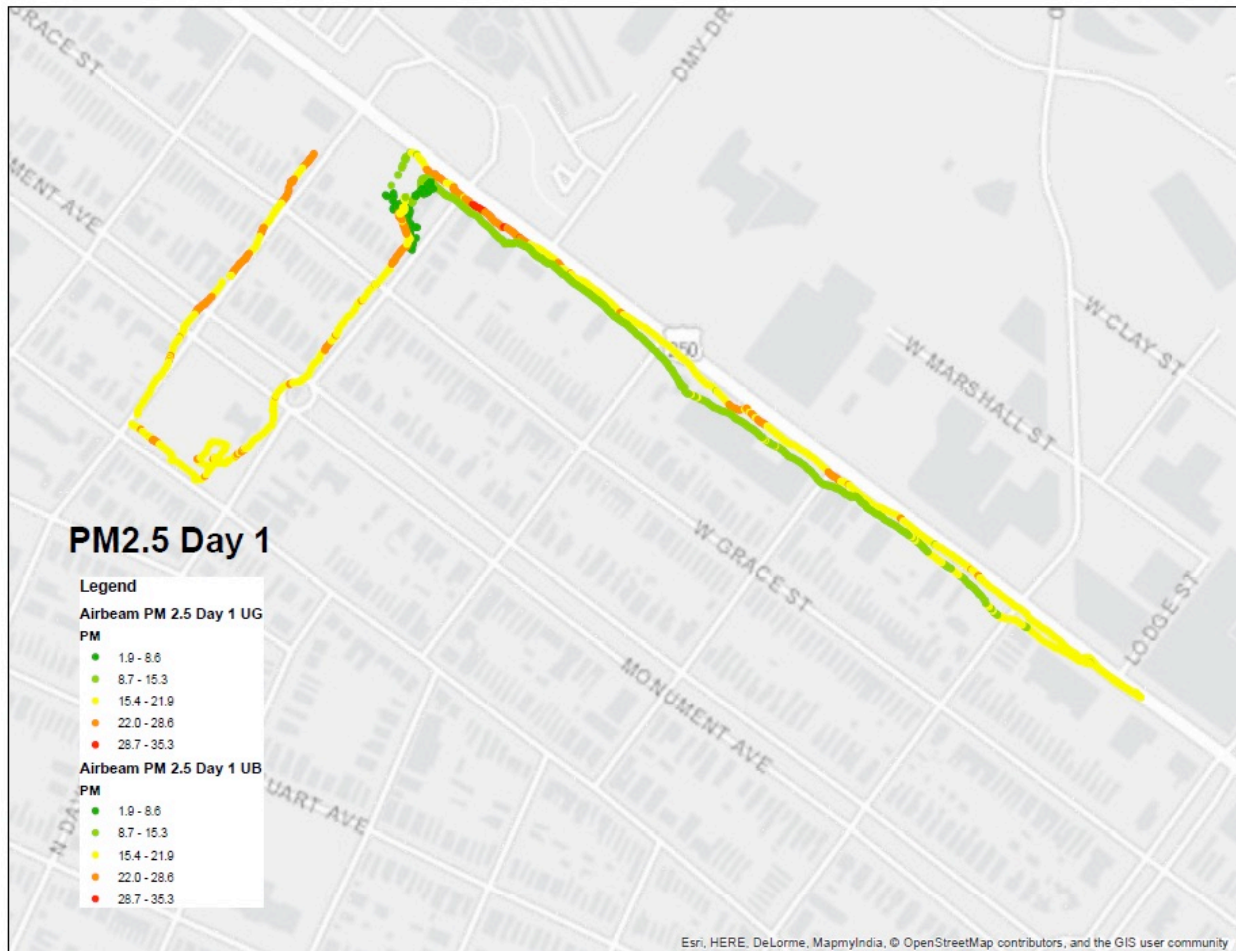 GRACE ST
DMV DR
MENT AVE
250
W CLAY ST
W MARSHALL ST
W GRACE ST
LODGE ST
MONUMENT AVE
PM2.5 Day 1
Legend
Airbeam PM 2.5 Day 1 UG
PM
1.9 - 8.6
8.7 - 15.3
15.4 - 21.9
22.0 - 28.6
28.7 - 35.3
Airbeam PM 2.5 Day 1 UB
PM
1.9 - 8.6
8.7 - 15.3
15.4 - 21.9
22.0 - 28.6
28.7 - 35.3
UART AVE
N DA
Esri, HERE, DeLorme, MapmyIndia, © OpenStreetMap contributors, and the GIS user community